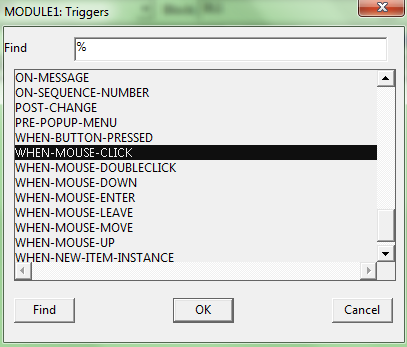 MODULE1: Triggers
Find
%
ON-MESSAGE
ON-SEQUENCE-NUMBER
POST-CHANGE
PRE-POPUP-MENU
WHEN-BUTTON-PRESSED
WHEN-MOUSE-CLICK
WHEN-MOUSE-DOUBLECLICK
WHEN-MOUSE-DOWN
WHEN-MOUSE-ENTER
WHEN-MOUSE-LEAVE
WHEN-MOUSE-MOVE
WHEN-MOUSE-UP
WHEN-NEW-ITEM-INSTANCE
Find
OK
Cancel